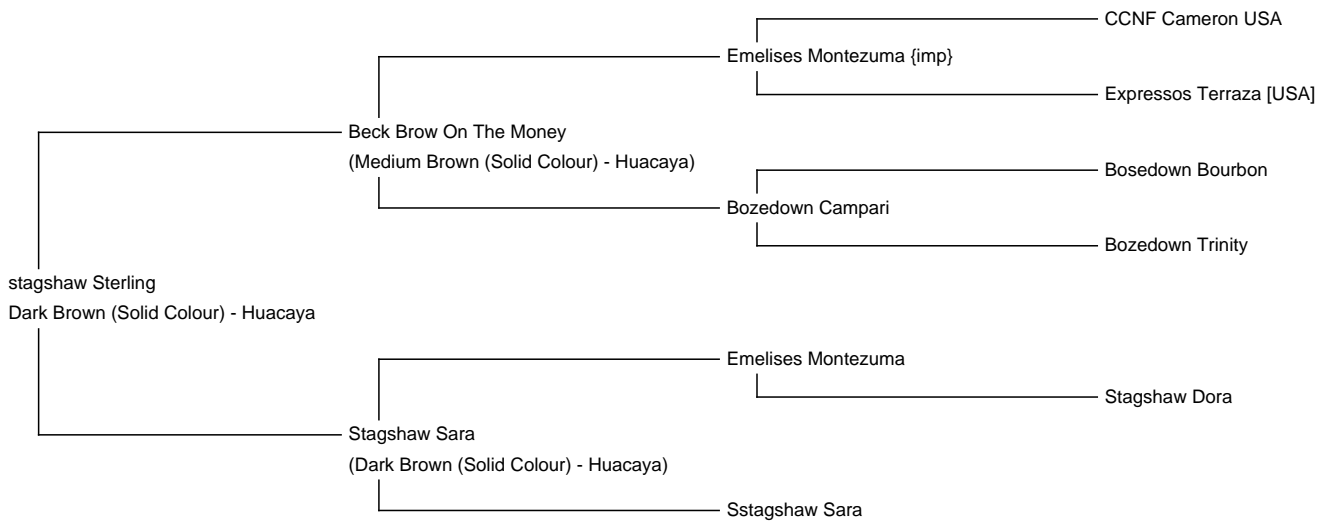 CCNF Cameron USA
Emelises Montezuma {imp}
Expressos Terraza [USA]
Beck Brow On The Money
(Medium Brown (Solid Colour) - Huacaya)
Bosedown Bourbon
Bozedown Campari
Bozedown Trinity
stagshaw Sterling
Dark Brown (Solid Colour) - Huacaya
Emelises Montezuma
Stagshaw Dora
Stagshaw Sara
(Dark Brown (Solid Colour) - Huacaya)
Sstagshaw Sara